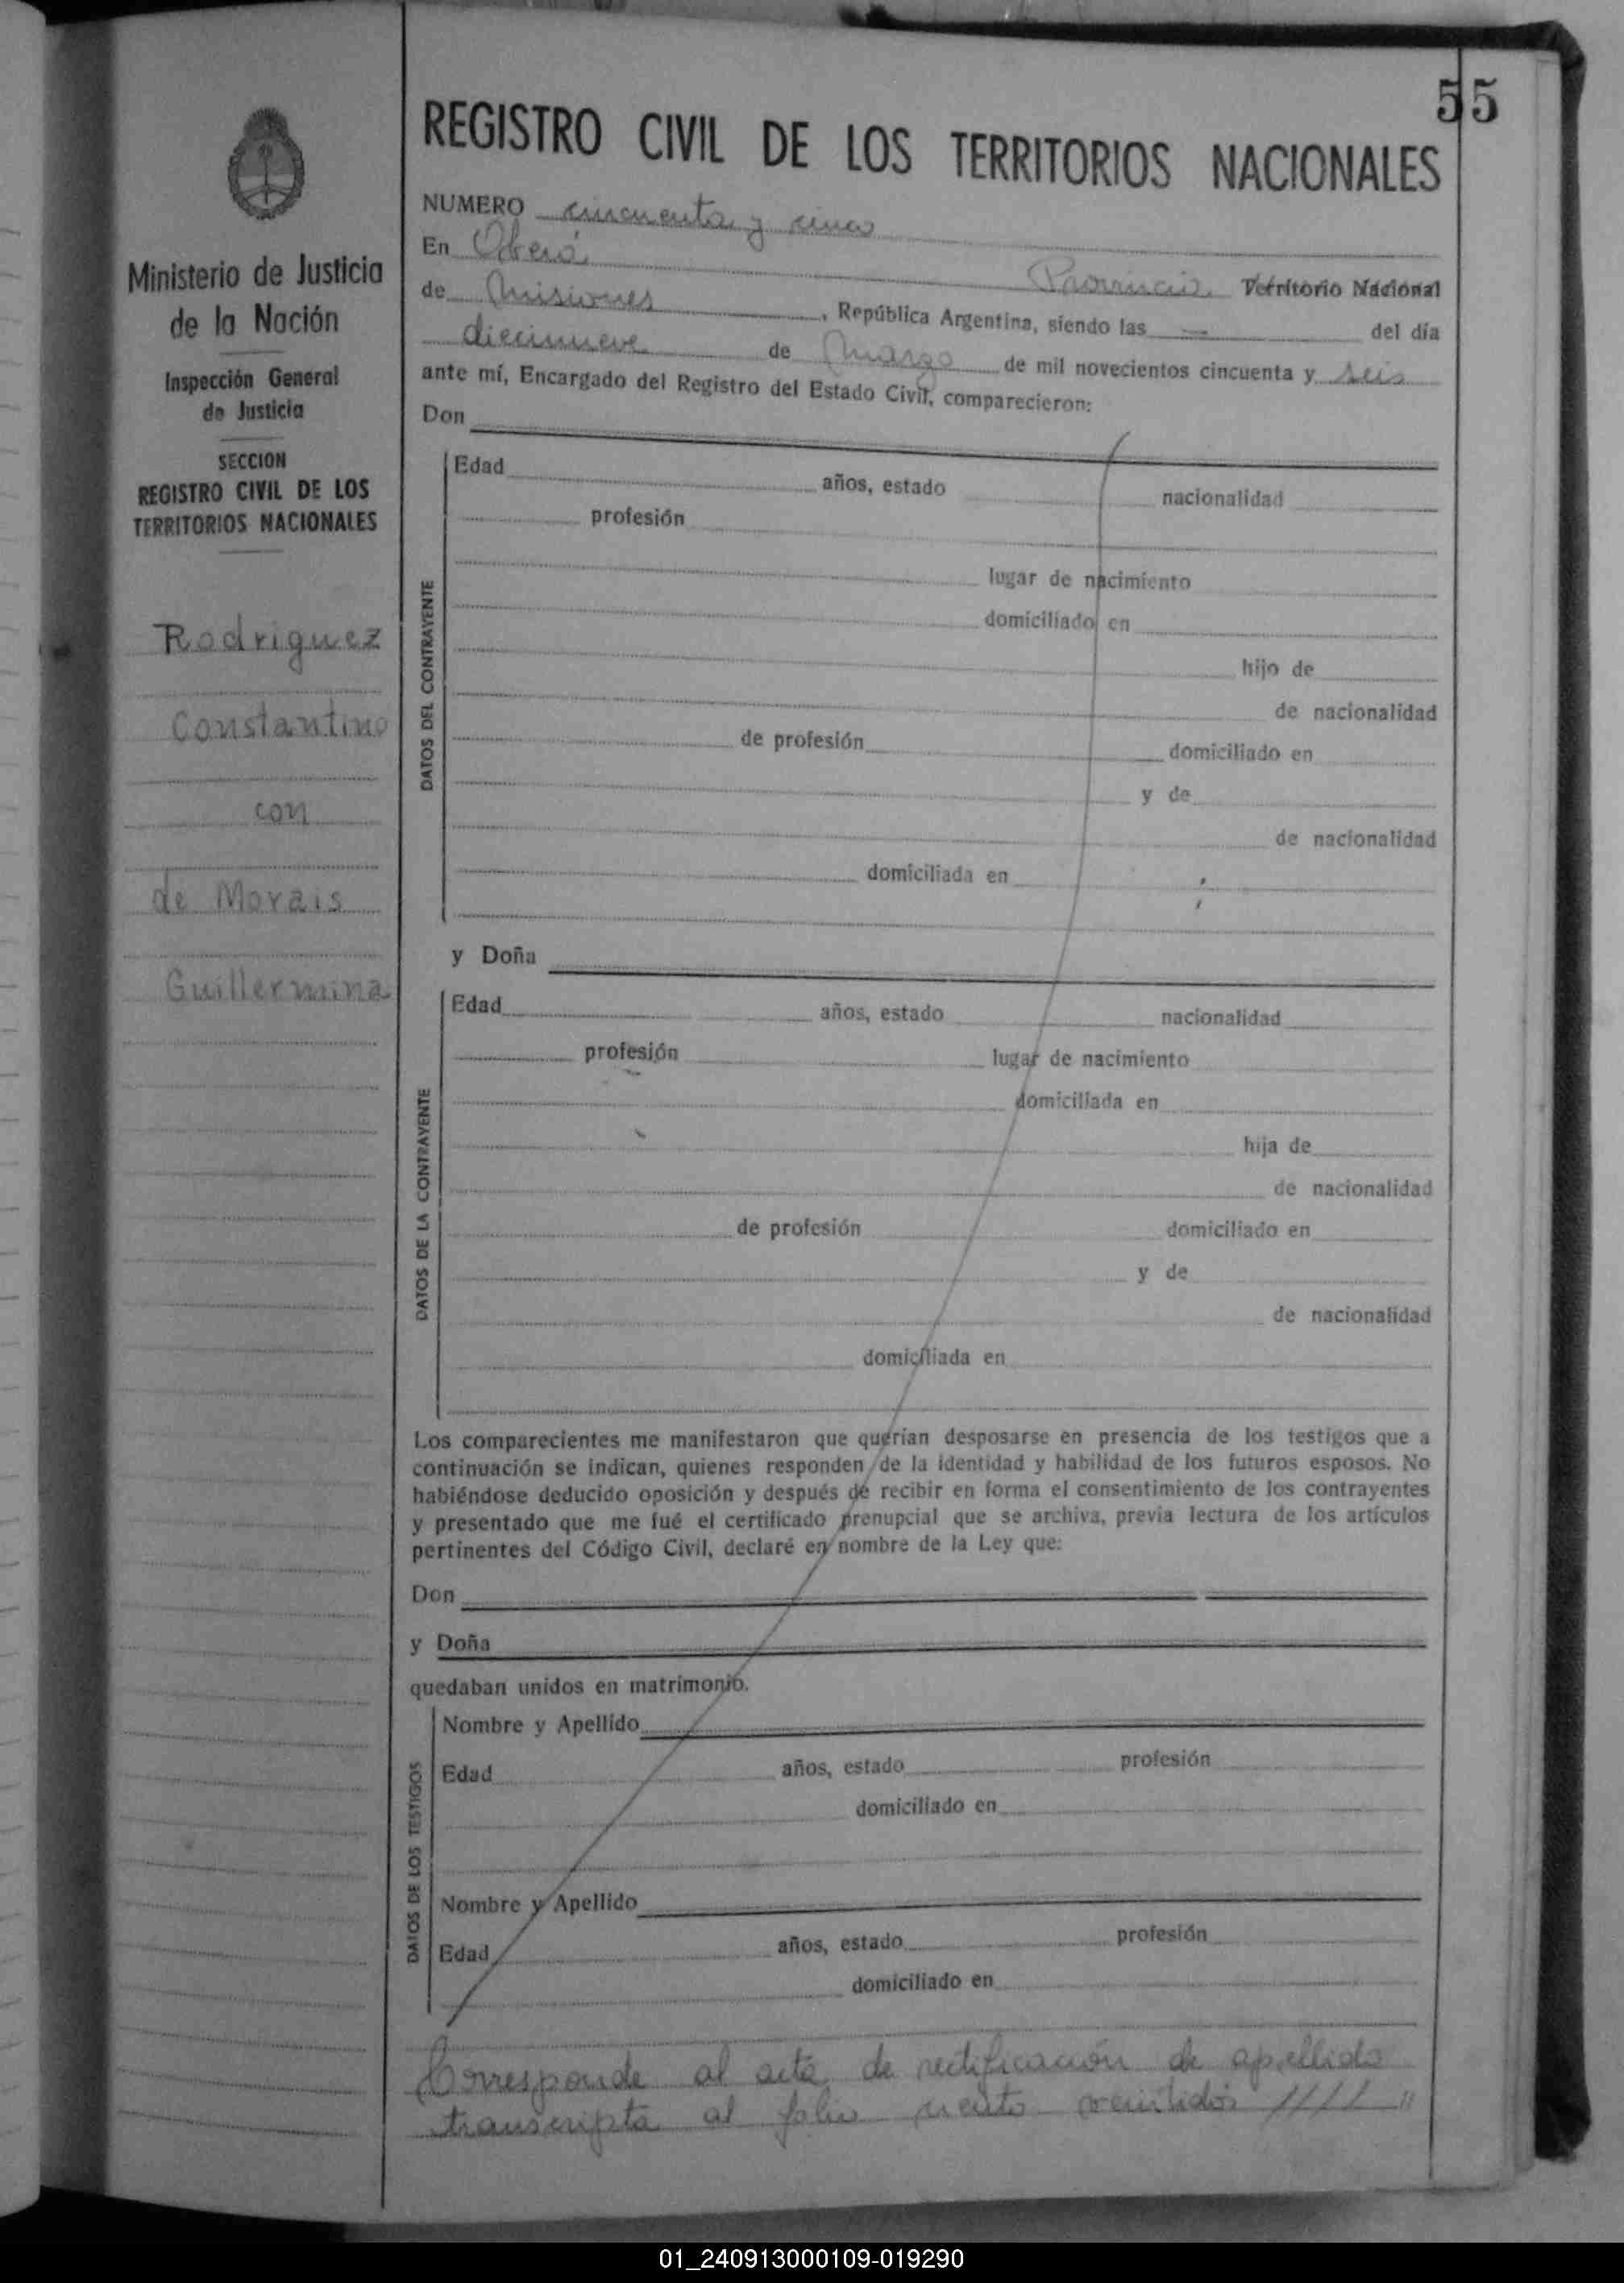 55
REGISTRO CIVIL DE LOS TERRITORIOS NACIONALES
Ministerio de Justicia
de la Nación
Inspección General
de Justicia
SECCION
REGISTRO CIVIL DE LOS
TERRITORIOS NACIONALES
Rodriguez
Constantino
con
de Morais
Guillermina
NUMERO cincuenta y cinco
En Oberá Provincia Territorio Nacional
de Misiones, República Argentina, siendo las — del día
diecinueve de Marzo de mil novecientos cincuenta y seis
ante mí, Encargado del Registro del Estado Civil, comparecieron:
Don
DATOS DEL CONTRAYENTE
Edad años, estado nacionalidad
profesión
lugar de nacimiento
domiciliado en
hijo de
de nacionalidad
de profesión domiciliado en
y de
de nacionalidad
domiciliada en ;
y Doña
DATOS DE LA CONTRAYENTE
Edad años, estado nacionalidad
profesión lugar de nacimiento
domiciliada en
hija de
de nacionalidad
de profesión domiciliado en
y de
de nacionalidad
domiciliada en
Los comparecientes me manifestaron que querían desposarse en presencia de los testigos que a
continuación se indican, quienes responden de la identidad y habilidad de los futuros esposos. No
habiéndose deducido oposición y después de recibir en forma el consentimiento de los contrayentes
y presentado que me fué el certificado prenupcial que se archiva, previa lectura de los artículos
pertinentes del Código Civil, declaré en nombre de la Ley que:
Don
y Doña
quedaban unidos en matrimonio.
DATOS DE LOS TESTIGOS
Nombre y Apellido
Edad años, estado profesión
domiciliado en
Nombre y Apellido
Edad años, estado profesión
domiciliado en
Corresponde al acta de rectificación de apellido
transcripta al folio ciento veintidós ////"
01_240913000109-019290